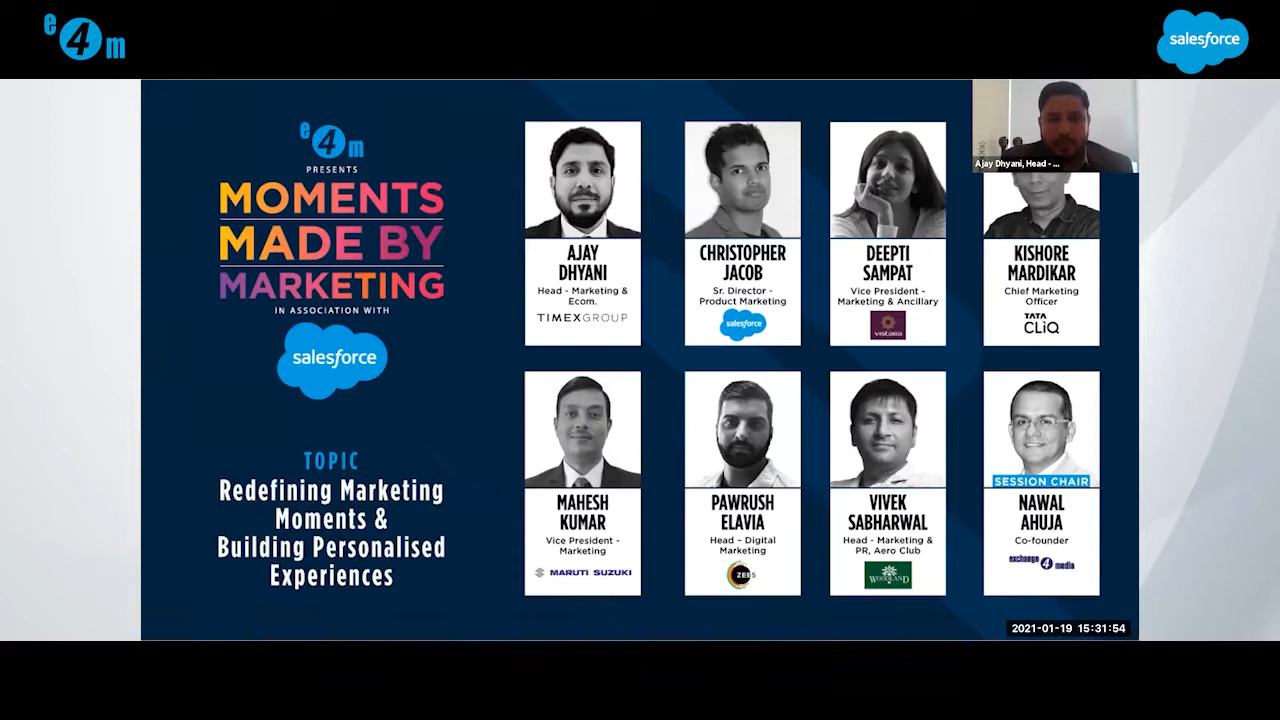 e4m
salesforce
e4m
PRESENTS
MOMENTS
MADE BY
MARKETING
IN ASSOCIATION WITH
salesforce
TOPIC
Redefining Marketing
Moments &
Building Personalised
Experiences
AJAY
DHYANI
Head - Marketing &
Ecom.
TIMEXGROUP
CHRISTOPHER
JACOB
Sr. Director -
Product Marketing
salesforce
DEEPTI
SAMPAT
Vice President -
Marketing & Ancillary
VISTARA
Ajay Dhyani, Head - ...
KISHORE
MARDIKAR
Chief Marketing
Officer
TATA
CLiQ
MAHESH
KUMAR
Vice President -
Marketing
MARUTI SUZUKI
PAWRUSH
ELAVIA
Head – Digital
Marketing
ZEE5
VIVEK
SABHARWAL
Head - Marketing &
PR, Aero Club
WOODLAND
SESSION CHAIR
NAWAL
AHUJA
Co-founder
exchange4media
2021-01-19 15:31:54